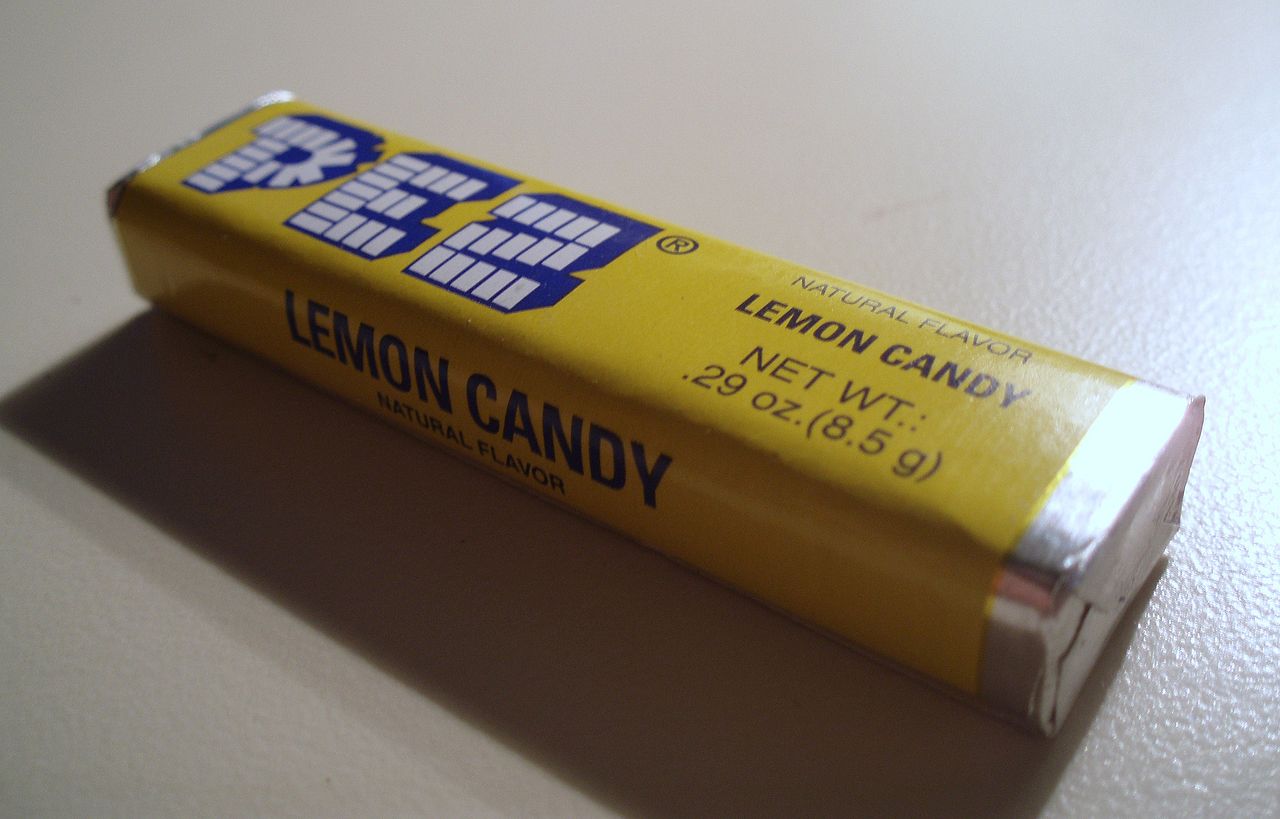 PEZ®
NATURAL FLAVOR
LEMON CANDY
NET WT.:
.29 oz.(8.5 g)
LEMON CANDY
NATURAL FLAVOR